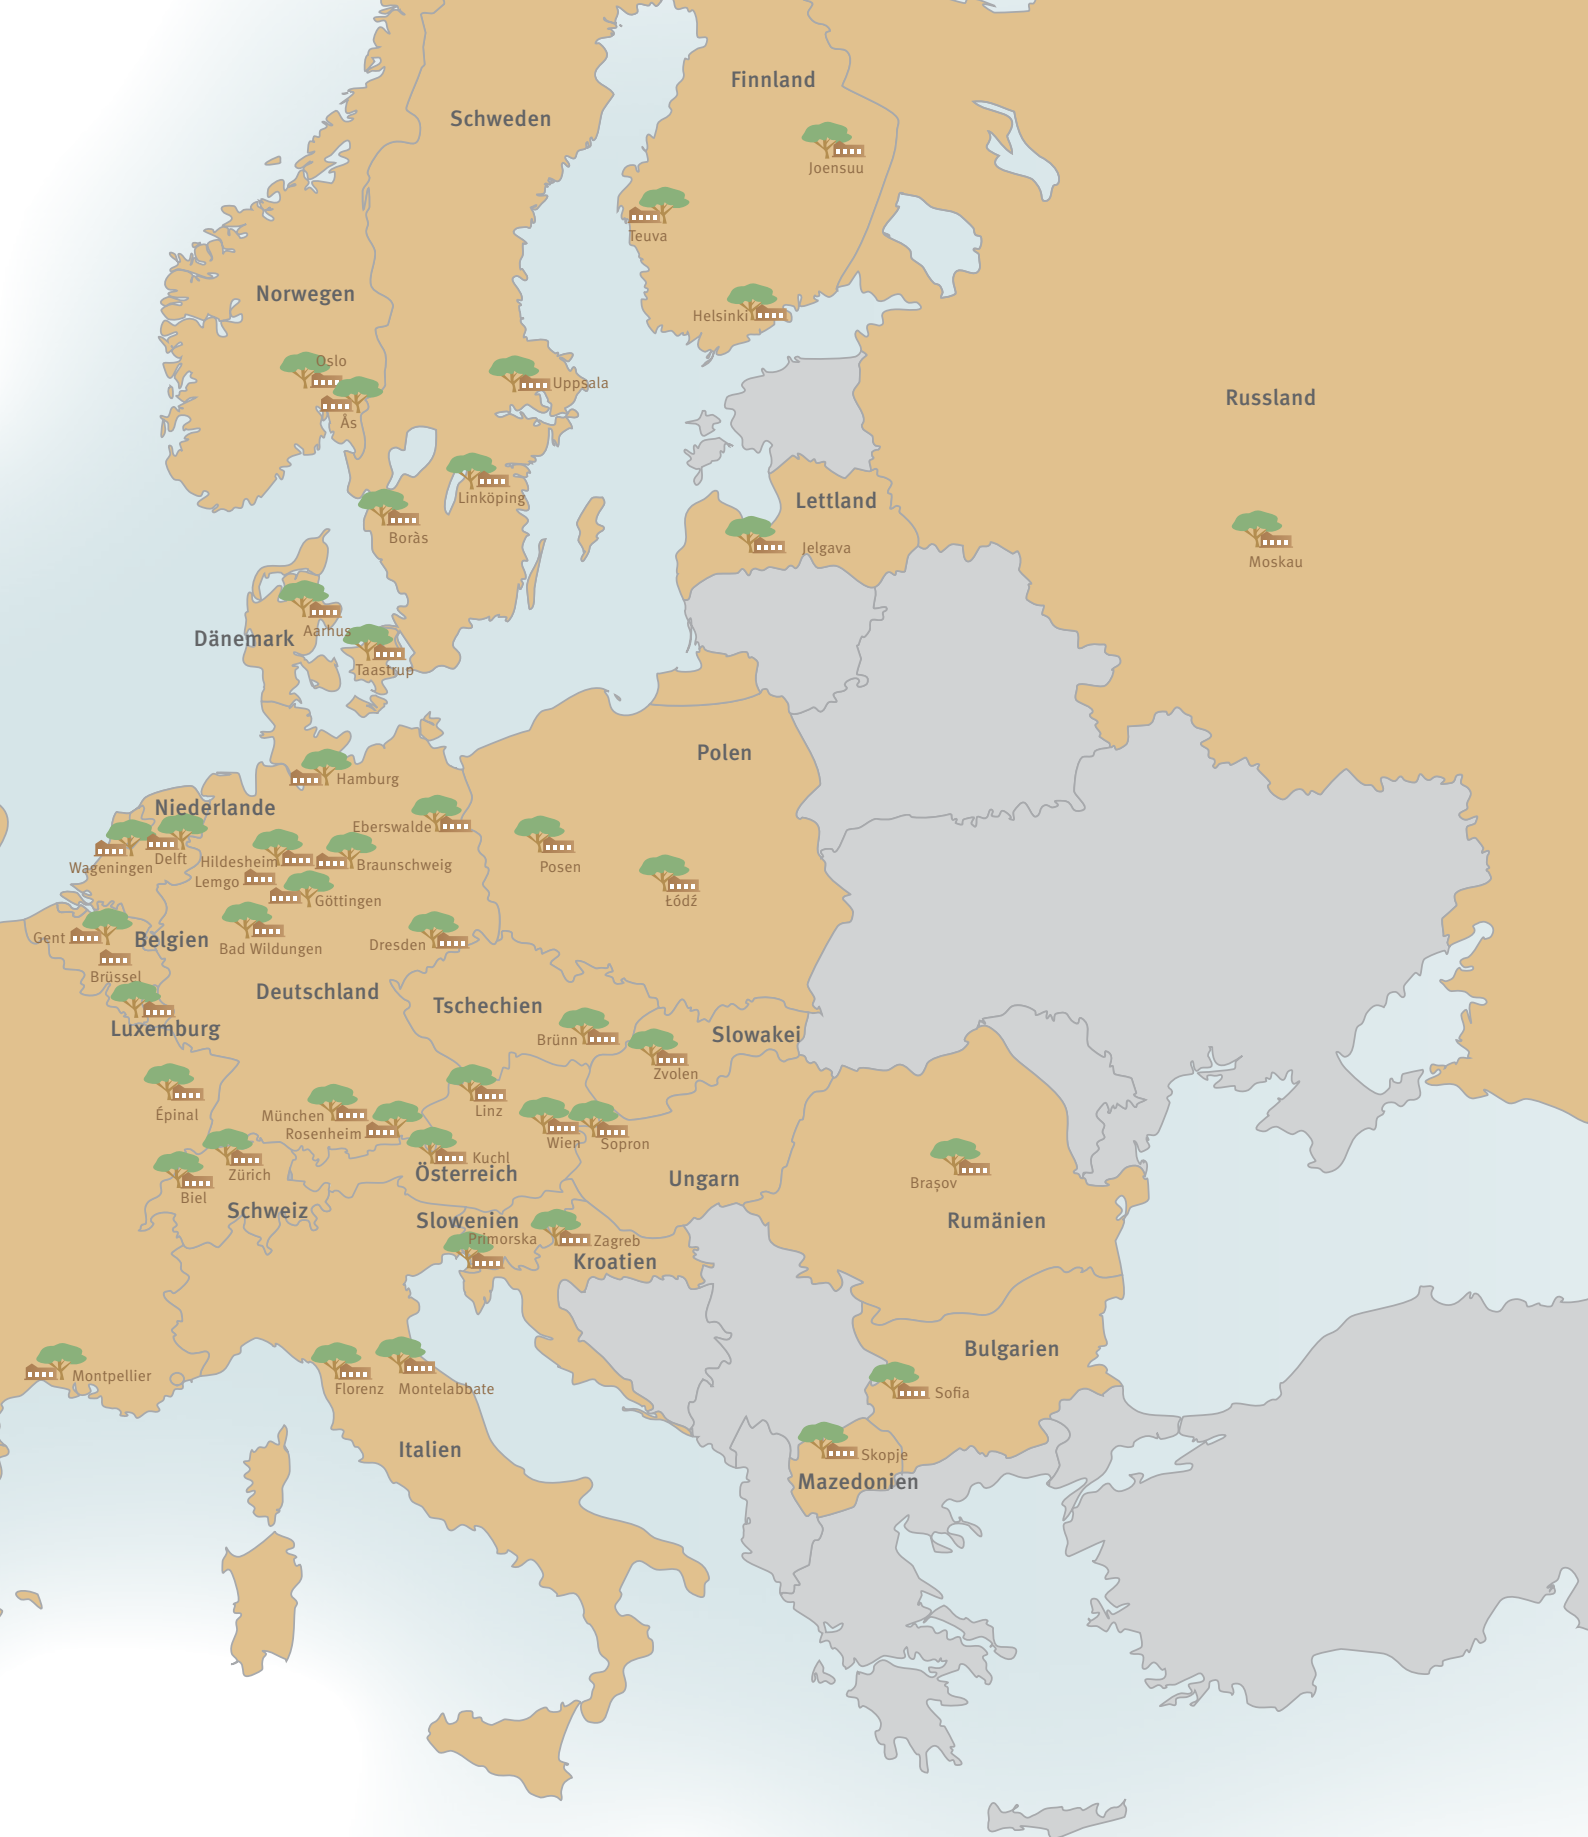 Finnland
Schweden
Joensuu
Teuva
Norwegen
Helsinki
Oslo
Uppsala
Russland
Ås
Linköping
Lettland
Boràs
Jelgava
Moskau
Aarhus
Dänemark
Taastrup
Polen
Hamburg
Niederlande
Eberswalde
Wageningen
Delft
Hildesheim
Braunschweig
Posen
Lemgo
Göttingen
Łódź
Gent
Belgien
Bad Wildungen
Dresden
Brüssel
Deutschland
Tschechien
Luxemburg
Brünn
Slowakei
Zvolen
Épinal
München
Linz
Rosenheim
Wien
Sopron
Zürich
Kuchl
Österreich
Ungarn
Biel
Brașov
Schweiz
Slowenien
Rumänien
Primorska
Zagreb
Kroatien
Bulgarien
Montpellier
Florenz
Montelabbate
Sofia
Italien
Skopje
Mazedonien